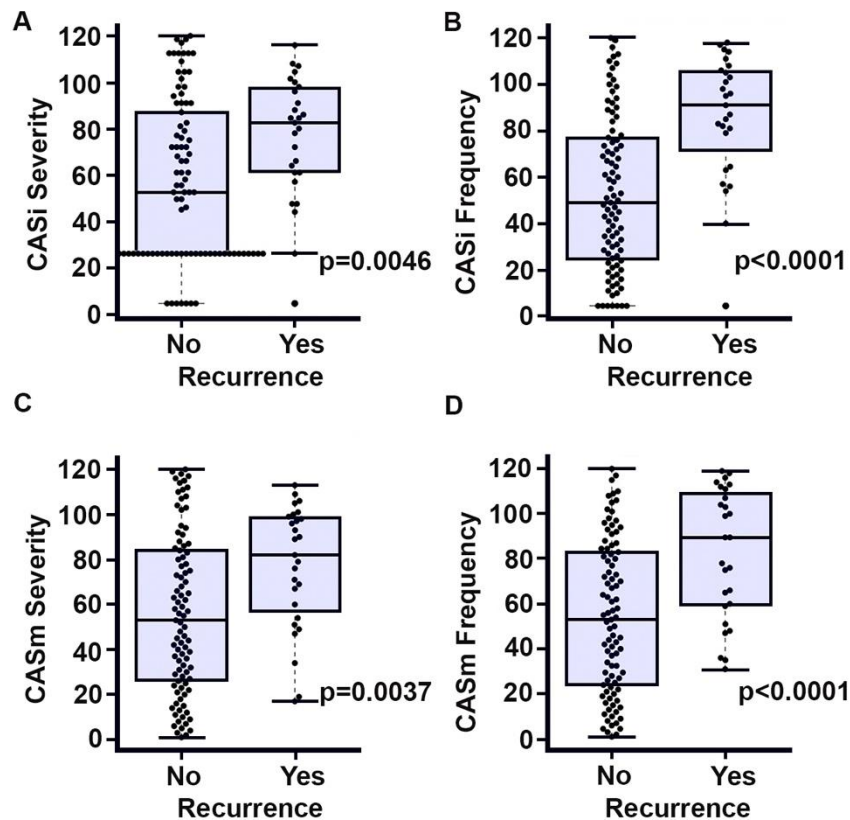 A
CASi Severity
120
100
80
60
40
20
0
p=0.0046
No Yes
Recurrence
B
CASi Frequency
120
100
80
60
40
20
0
p<0.0001
No Yes
Recurrence
C
CASm Severity
120
100
80
60
40
20
0
p=0.0037
No Yes
Recurrence
D
CASm Frequency
120
100
80
60
40
20
0
p<0.0001
No Yes
Recurrence